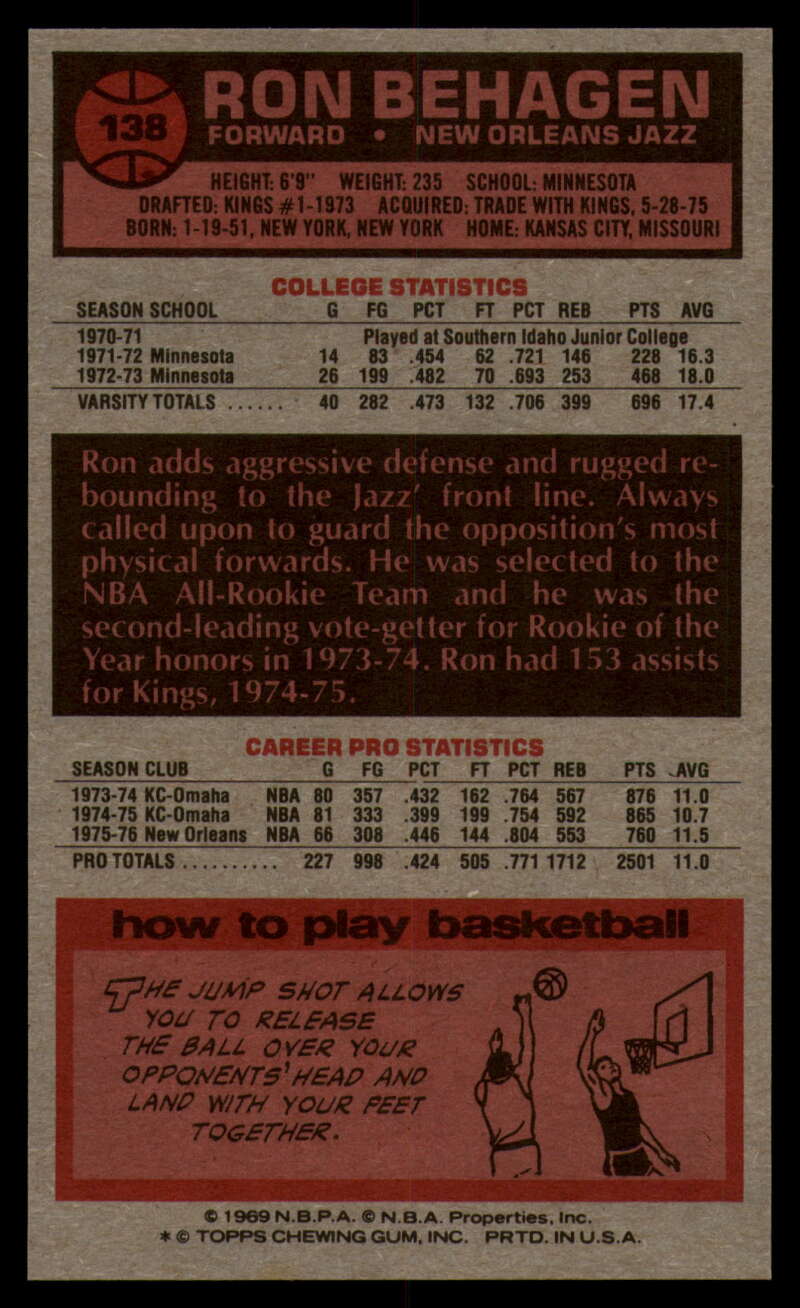 138
RON BEHAGEN
FORWARD • NEW ORLEANS JAZZ
HEIGHT: 6'9" WEIGHT: 235 SCHOOL: MINNESOTA
DRAFTED: KINGS #1-1973 ACQUIRED: TRADE WITH KINGS, 5-28-75
BORN: 1-19-51, NEW YORK, NEW YORK HOME: KANSAS CITY, MISSOURI
COLLEGE STATISTICS
SEASON SCHOOL G FG PCT FT PCT REB PTS AVG
1970-71 Played at Southern Idaho Junior College
1971-72 Minnesota 14 83 .454 62 .721 146 228 16.3
1972-73 Minnesota 26 199 .482 70 .693 253 468 18.0
VARSITY TOTALS ...... 40 282 .473 132 .706 399 696 17.4
Ron adds aggressive defense and rugged re-
bounding to the Jazz' front line. Always
called upon to guard the opposition's most
physical forwards. He was selected to the
NBA All-Rookie Team and he was the
second-leading vote-getter for Rookie of the
Year honors in 1973-74. Ron had 153 assists
for Kings, 1974-75.
CAREER PRO STATISTICS
SEASON CLUB G FG PCT FT PCT REB PTS AVG
1973-74 KC-Omaha NBA 80 357 .432 162 .764 567 876 11.0
1974-75 KC-Omaha NBA 81 333 .399 199 .754 592 865 10.7
1975-76 New Orleans NBA 66 308 .446 144 .804 553 760 11.5
PRO TOTALS .......... 227 998 .424 505 .771 1712 2501 11.0
how to play basketball
THE JUMP SHOT ALLOWS
YOU TO RELEASE
THE BALL OVER YOUR
OPPONENTS' HEAD AND
LAND WITH YOUR FEET
TOGETHER.
© 1969 N.B.P.A. © N.B.A. Properties, Inc.
* © TOPPS CHEWING GUM, INC. PRTD. IN U.S.A.